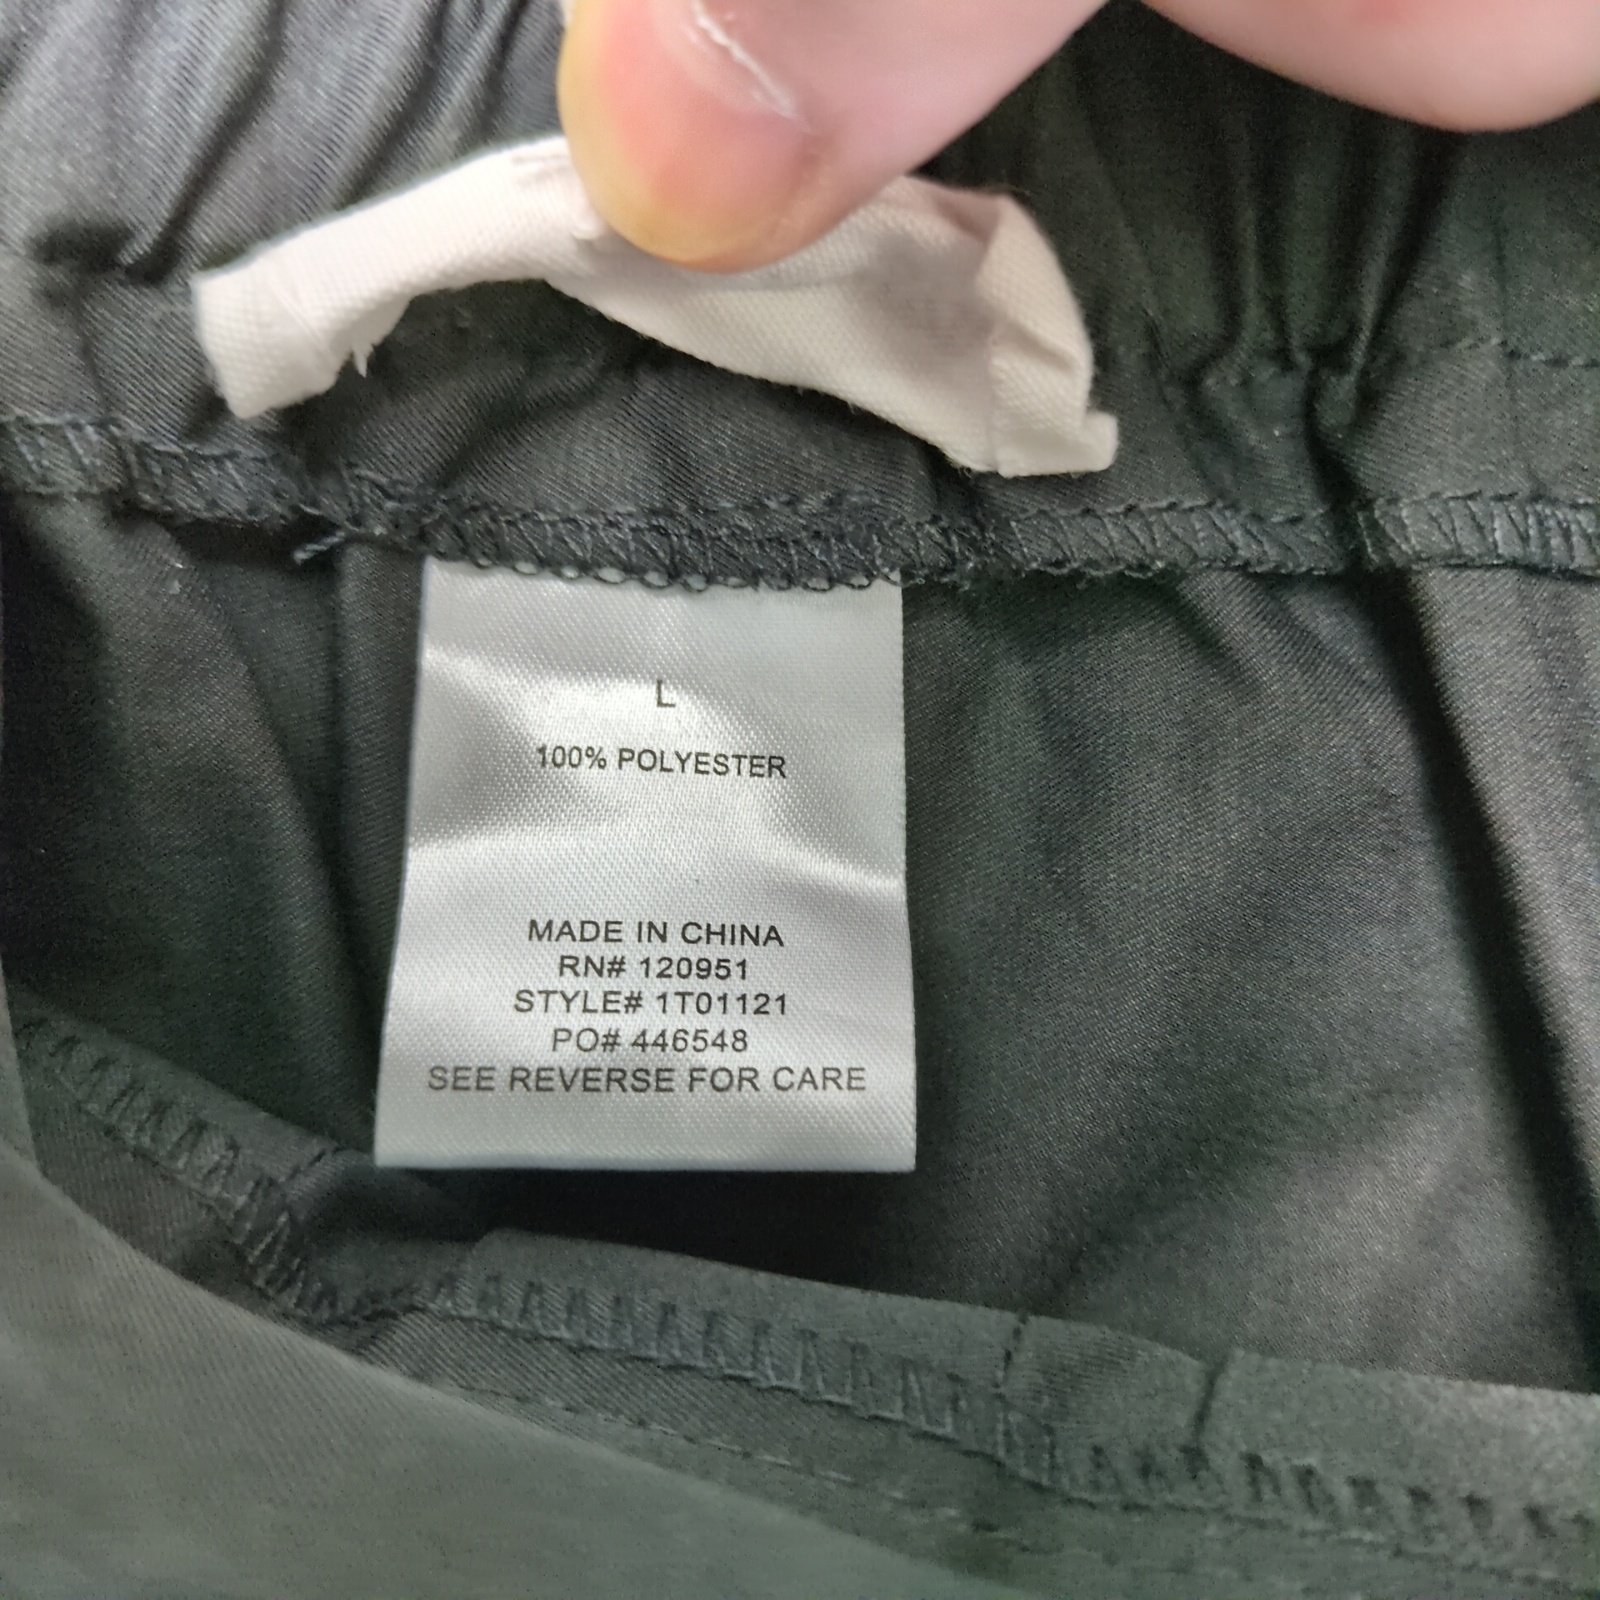 L
100% POLYESTER
MADE IN CHINA
RN# 120951
STYLE# 1T01121
PO# 446548
SEE REVERSE FOR CARE